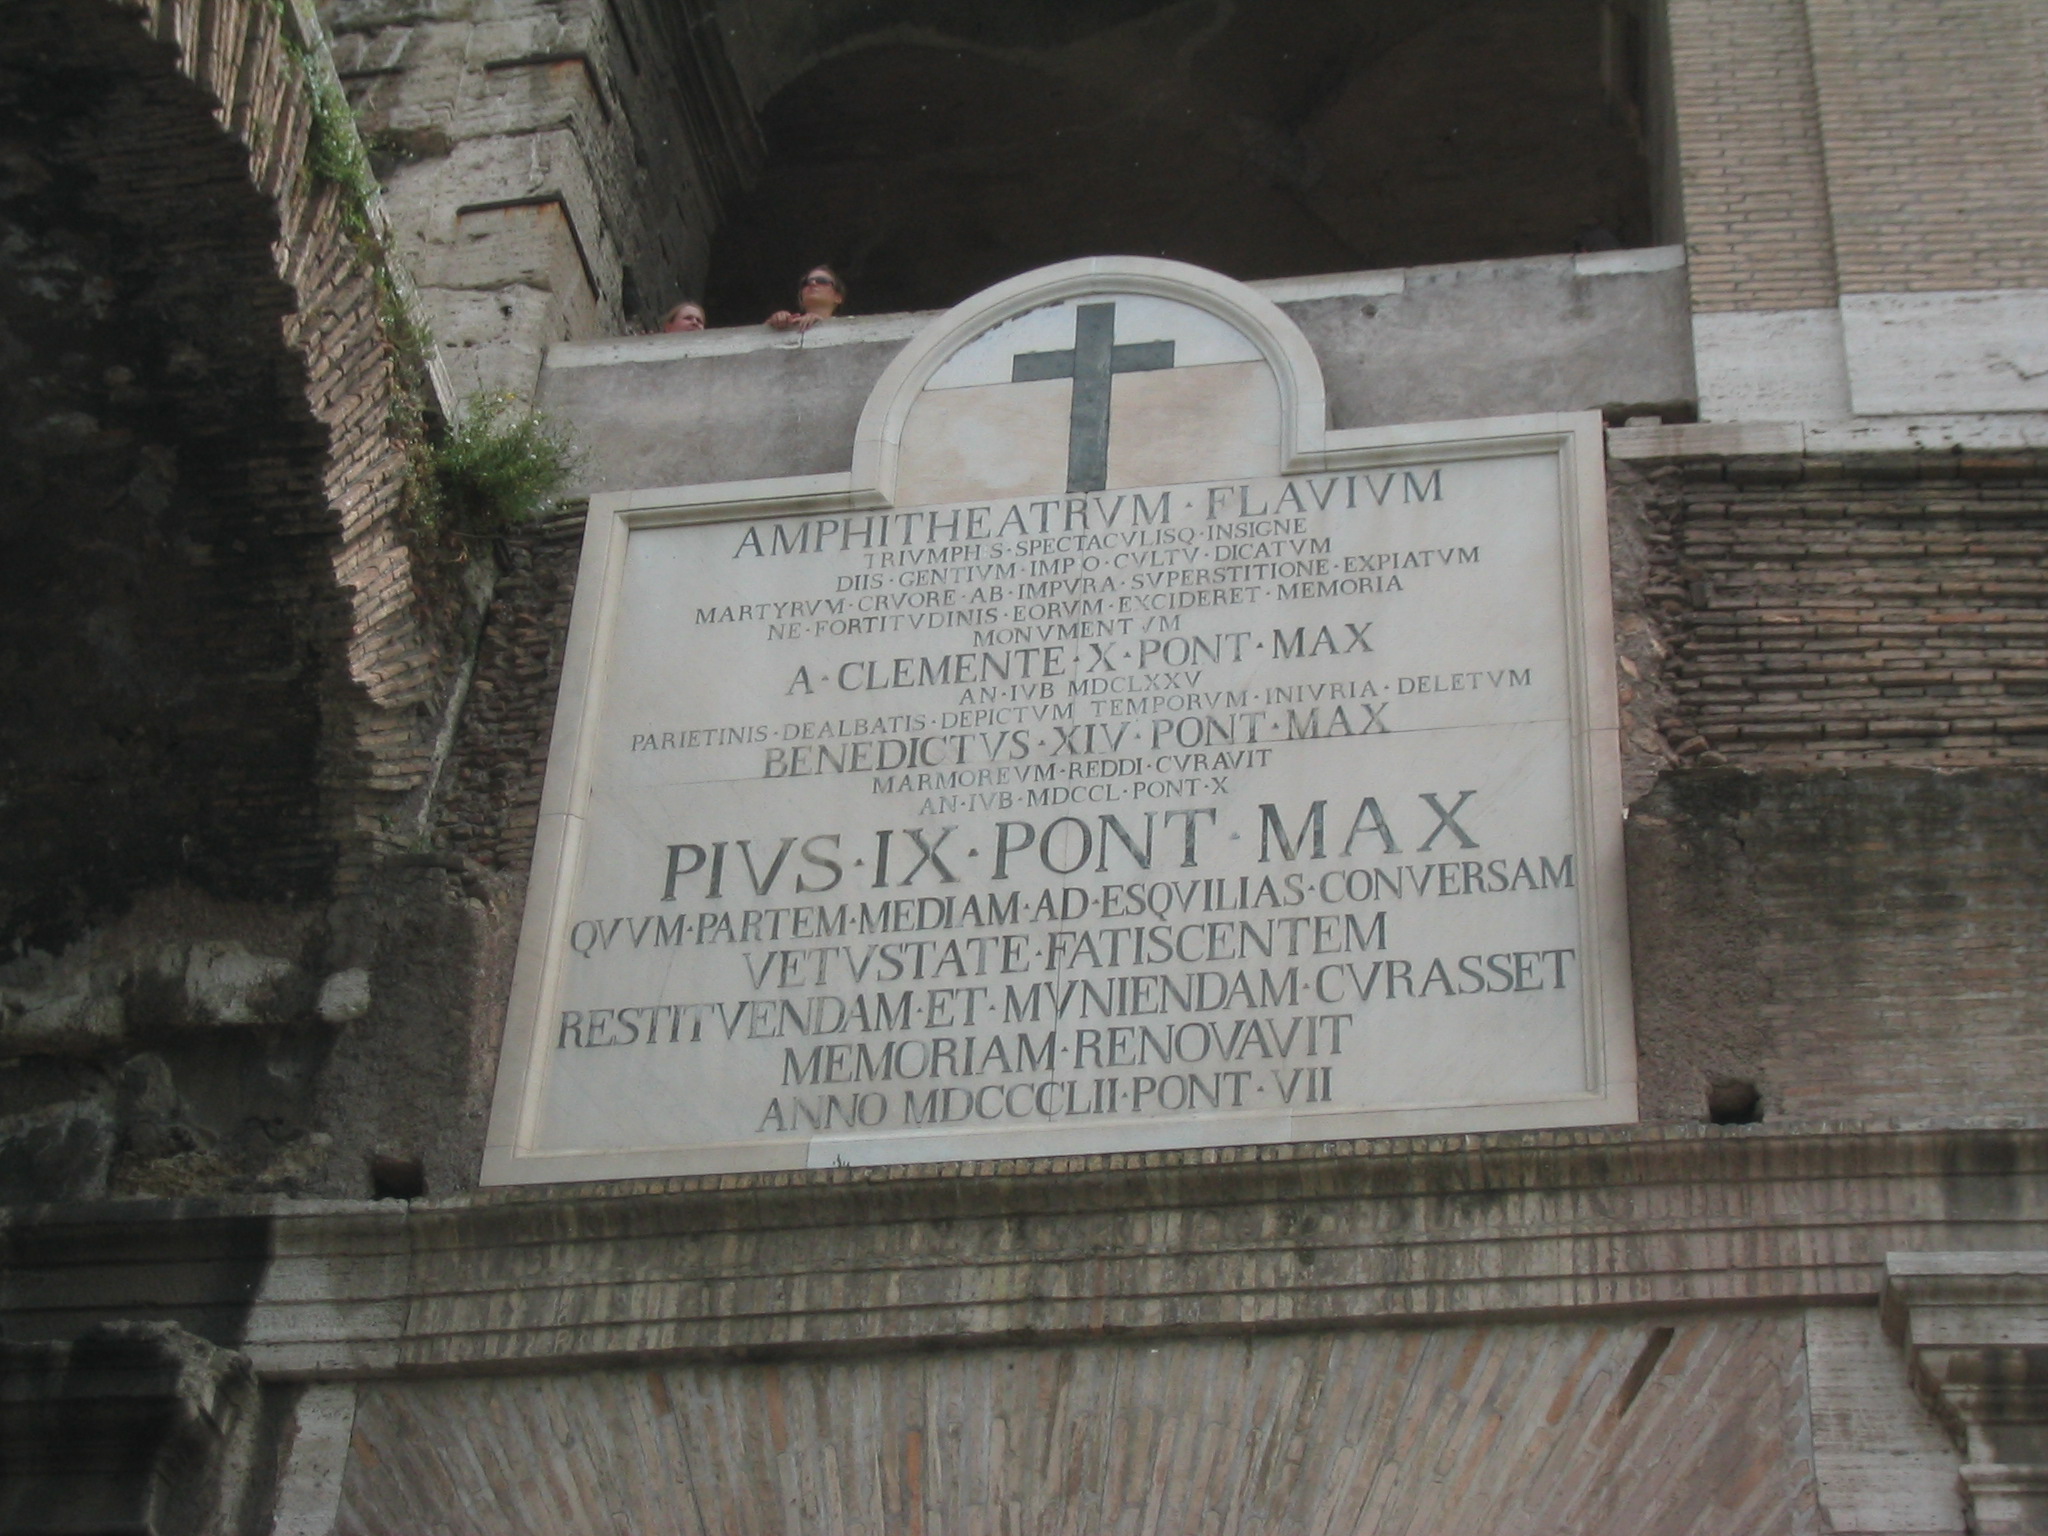 AMPHITHEATRVM · FLAVIVM
TRIVMPHIS · SPECTACVLISQ · INSIGNE
DIIS · GENTIVM · IMPIO · CVLTV · DICATVM
MARTYRVM · CRVORE · AB · IMPVRA · SVPERSTITIONE · EXPIATVM
NE · FORTITVDINIS · EORVM · EXCIDERET · MEMORIA
MONVMENTVM
A · CLEMENTE · X · PONT · MAX
AN · IVB MDCLXXV
PARIETINIS · DEALBATIS · DEPICTVM TEMPORVM · INIVRIA · DELETVM
BENEDICTVS · XIV · PONT · MAX
MARMOREVM · REDDI · CVRAVIT
AN · IVB · MDCCL · PONT · X
PIVS · IX · PONT · MAX
QVVM · PARTEM · MEDIAM · AD · ESQVILIAS · CONVERSAM
VETVSTATE · FATISCENTEM
RESTITVENDAM · ET · MVNIENDAM · CVRASSET
MEMORIAM · RENOVAVIT
ANNO MDCCCLII · PONT · VII